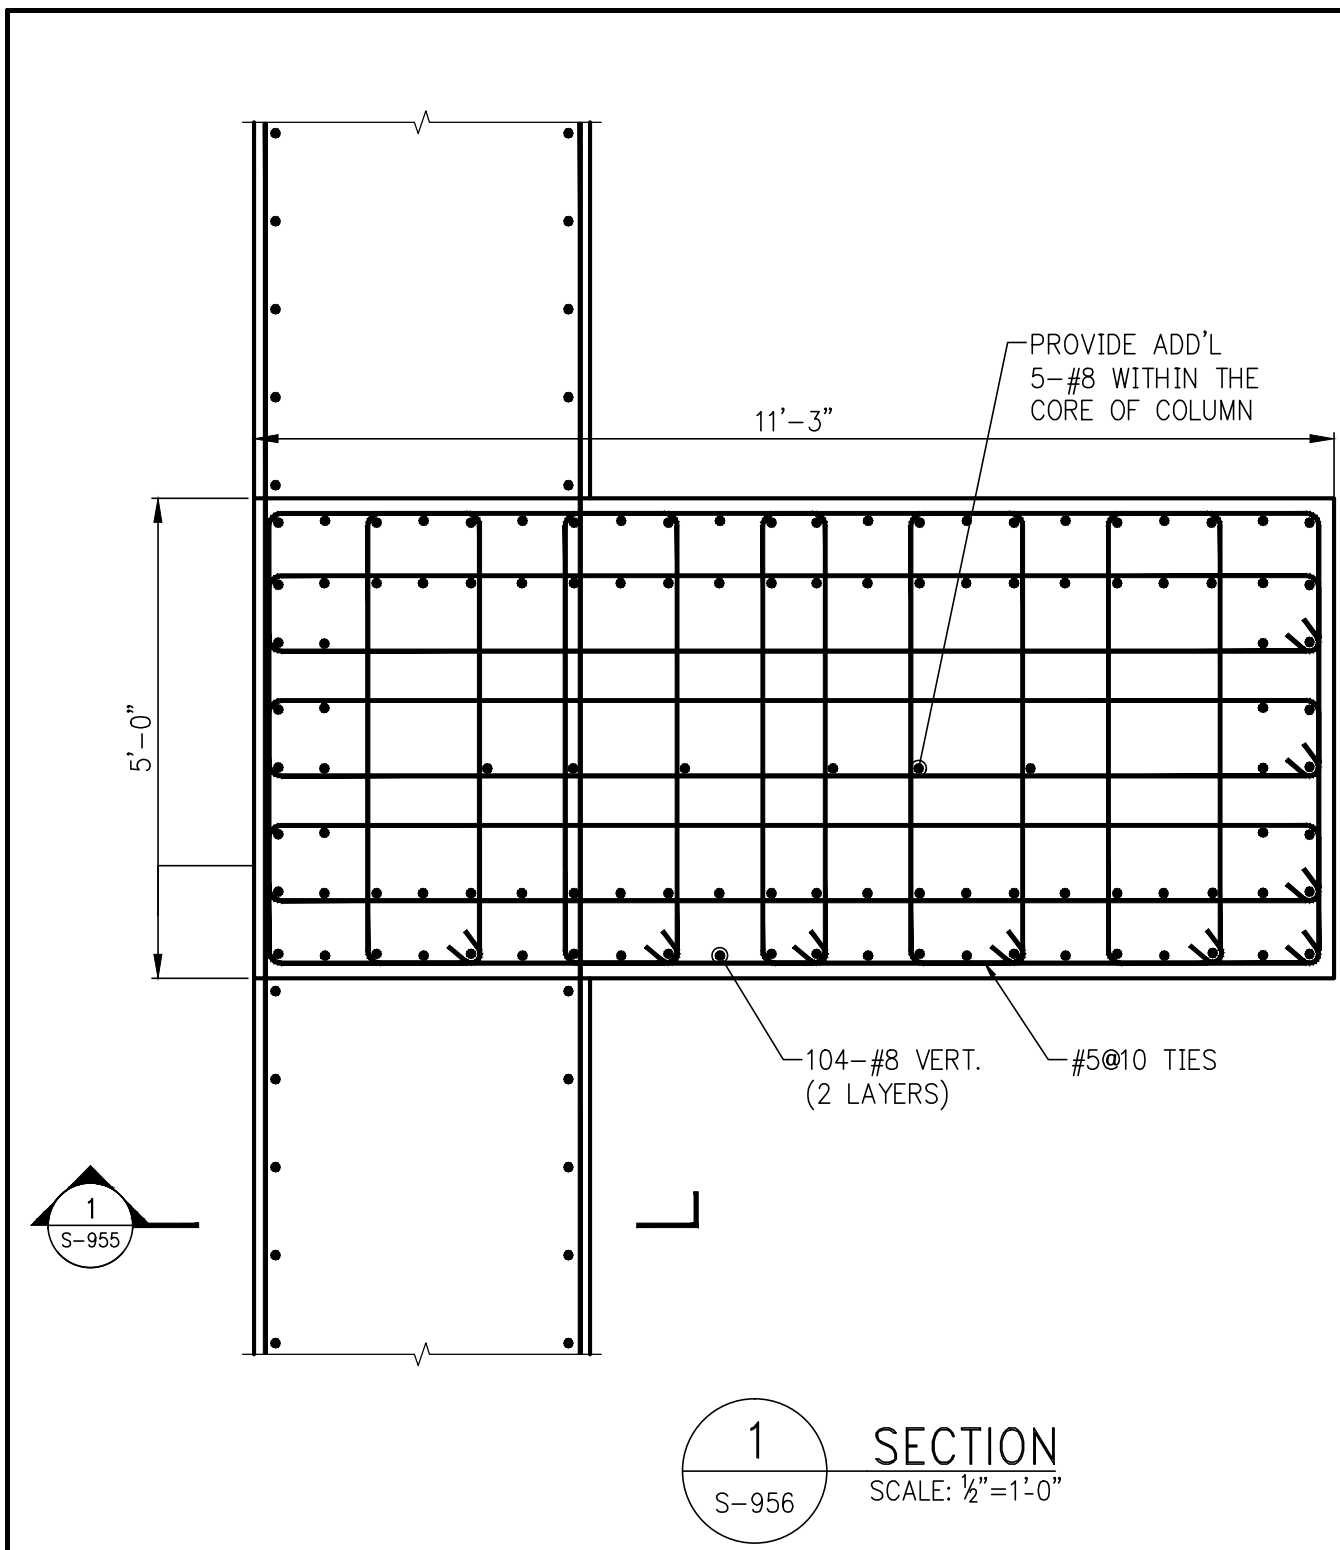 PROVIDE ADD'L
5-#8 WITHIN THE
CORE OF COLUMN
11'-3"
5'-0"
104-#8 VERT.
(2 LAYERS)
#5@10 TIES
1
S-955
1
S-956
SECTION
SCALE: ½"=1'-0"